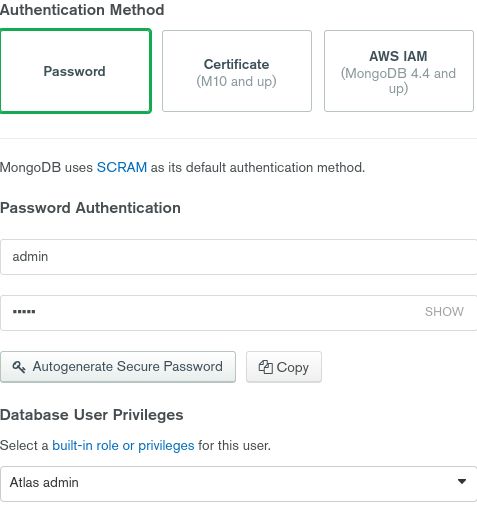 Authentication Method
Password
Certificate
(M10 and up)
AWS IAM
(MongoDB 4.4 and
up)
MongoDB uses SCRAM as its default authentication method.
Password Authentication
admin
•••••
SHOW
Autogenerate Secure Password
Copy
Database User Privileges
Select a built-in role or privileges for this user.
Atlas admin